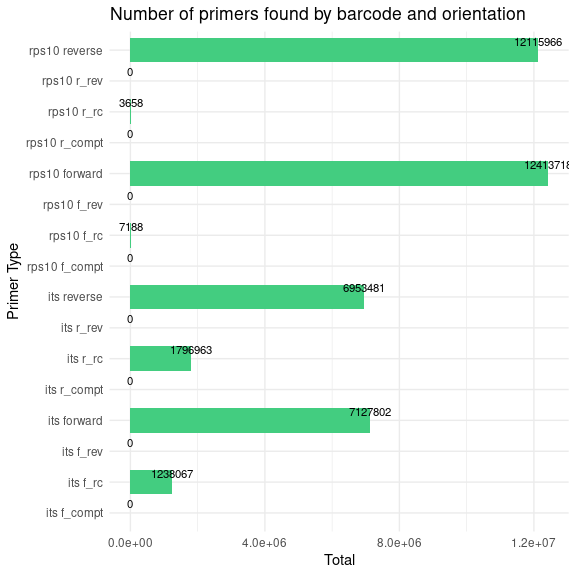 Number of primers found by barcode and orientation
Primer Type
rps10 reverse
12115966
rps10 r_rev
0
rps10 r_rc
3658
rps10 r_compt
0
rps10 forward
12413718
rps10 f_rev
0
rps10 f_rc
7188
rps10 f_compt
0
its reverse
6953481
its r_rev
0
its r_rc
1796963
its r_compt
0
its forward
7127802
its f_rev
0
its f_rc
1238067
its f_compt
0
0.0e+00 4.0e+06 8.0e+06 1.2e+07
Total